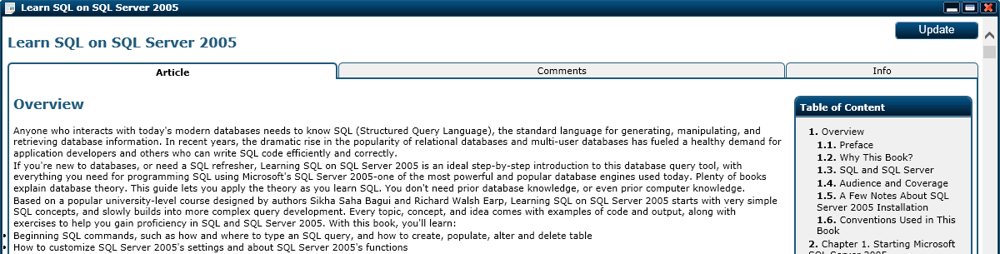 Learn SQL on SQL Server 2005
Update
Learn SQL on SQL Server 2005
Article
Comments
Info
Overview
Anyone who interacts with today's modern databases needs to know SQL (Structured Query Language), the standard language for generating, manipulating, and
retrieving database information. In recent years, the dramatic rise in the popularity of relational databases and multi-user databases has fueled a healthy demand for
application developers and others who can write SQL code efficiently and correctly.
If you're new to databases, or need a SQL refresher, Learning SQL on SQL Server 2005 is an ideal step-by-step introduction to this database query tool, with
everything you need for programming SQL using Microsoft's SQL Server 2005-one of the most powerful and popular database engines used today. Plenty of books
explain database theory. This guide lets you apply the theory as you learn SQL. You don't need prior database knowledge, or even prior computer knowledge.
Based on a popular university-level course designed by authors Sikha Saha Bagui and Richard Walsh Earp, Learning SQL on SQL Server 2005 starts with very simple
SQL concepts, and slowly builds into more complex query development. Every topic, concept, and idea comes with examples of code and output, along with
exercises to help you gain proficiency in SQL and SQL Server 2005. With this book, you'll learn:
Beginning SQL commands, such as how and where to type an SQL query, and how to create, populate, alter and delete table
How to customize SQL Server 2005's settings and about SQL Server 2005's functions
Table of Content
1. Overview
1.1. Preface
1.2. Why This Book?
1.3. SQL and SQL Server
1.4. Audience and Coverage
1.5. A Few Notes About SQL
Server 2005 Installation
1.6. Conventions Used in This
Book
2. Chapter 1. Starting Microsoft
SQL Server 2005